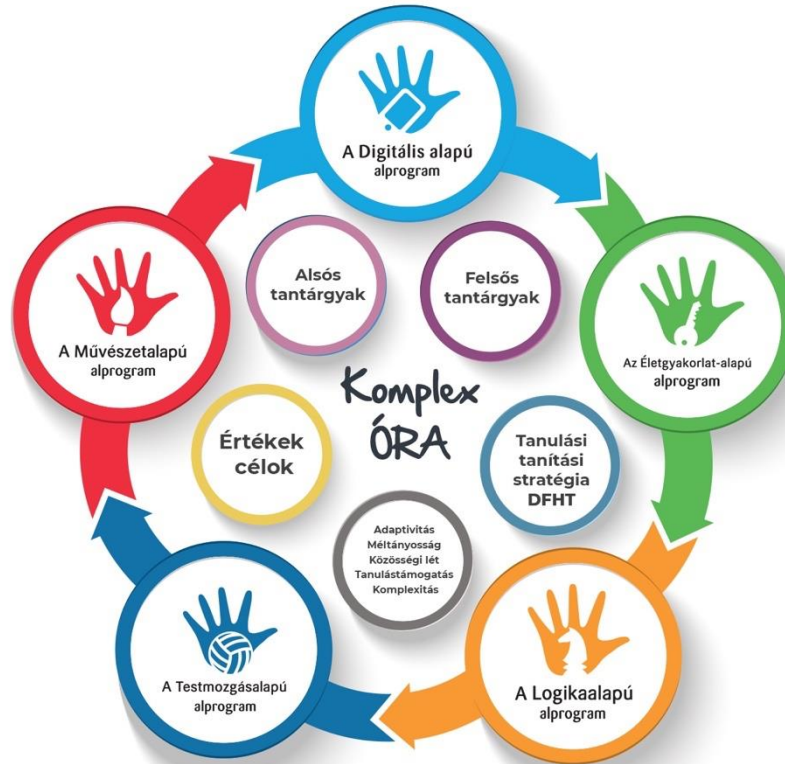 A Digitális alapú
alprogram
Alsós
tantárgyak
Felsős
tantárgyak
A Művészetalapú
alprogram
Az Életgyakorlat-alapú
alprogram
Komplex
ÓRA
Értékek
célok
Tanulási
tanítási
stratégia
DFHT
Adaptivitás
Méltányosság
Közösségi lét
Tanulástámogatás
Komplexitás
A Testmozgásalapú
alprogram
A Logikaalapú
alprogram